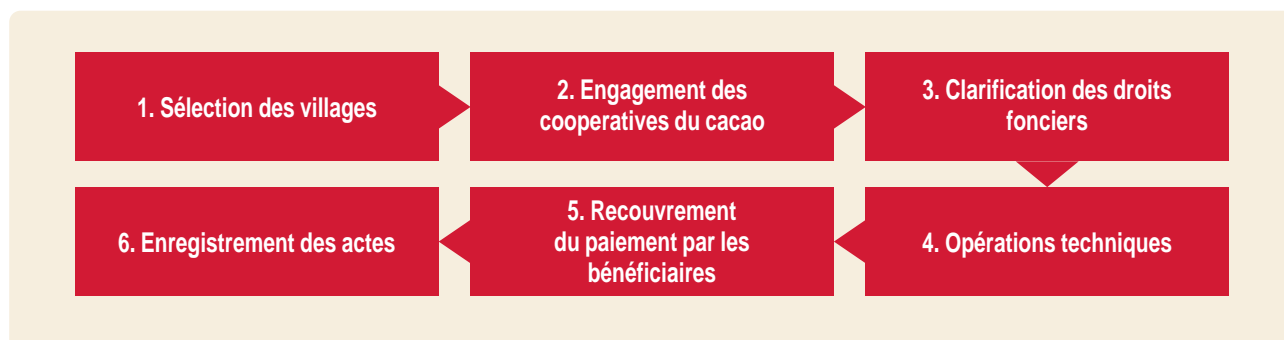 1. Sélection des villages
2. Engagement des
cooperatives du cacao
3. Clarification des droits
fonciers
4. Opérations techniques
5. Recouvrement
du paiement par les
bénéficiaires
6. Enregistrement des actes